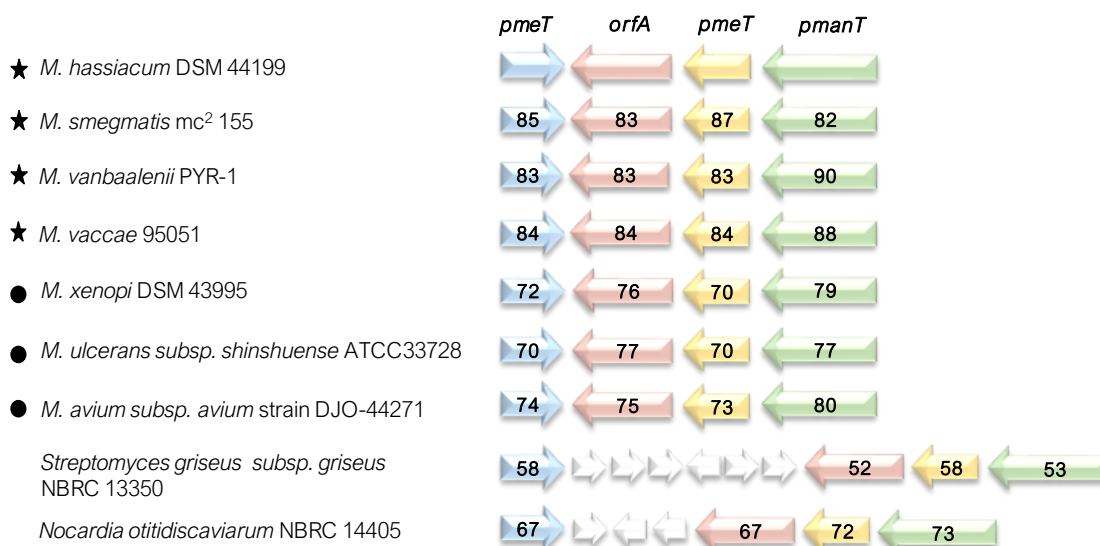 pmeT orfA pmeT pmanT
M. hassiacum DSM 44199
M. smegmatis mc² 155 85 83 87 82
M. vanbaalenii PYR-1 83 83 83 90
M. vaccae 95051 84 84 84 88
M. xenopi DSM 43995 72 76 70 79
M. ulcerans subsp. shinshuense ATCC33728 70 77 70 77
M. avium subsp. avium strain DJO-44271 74 75 73 80
Streptomyces griseus subsp. griseus
NBRC 13350 58 52 58 53
Nocardia otitidiscaviarum NBRC 14405 67 67 72 73